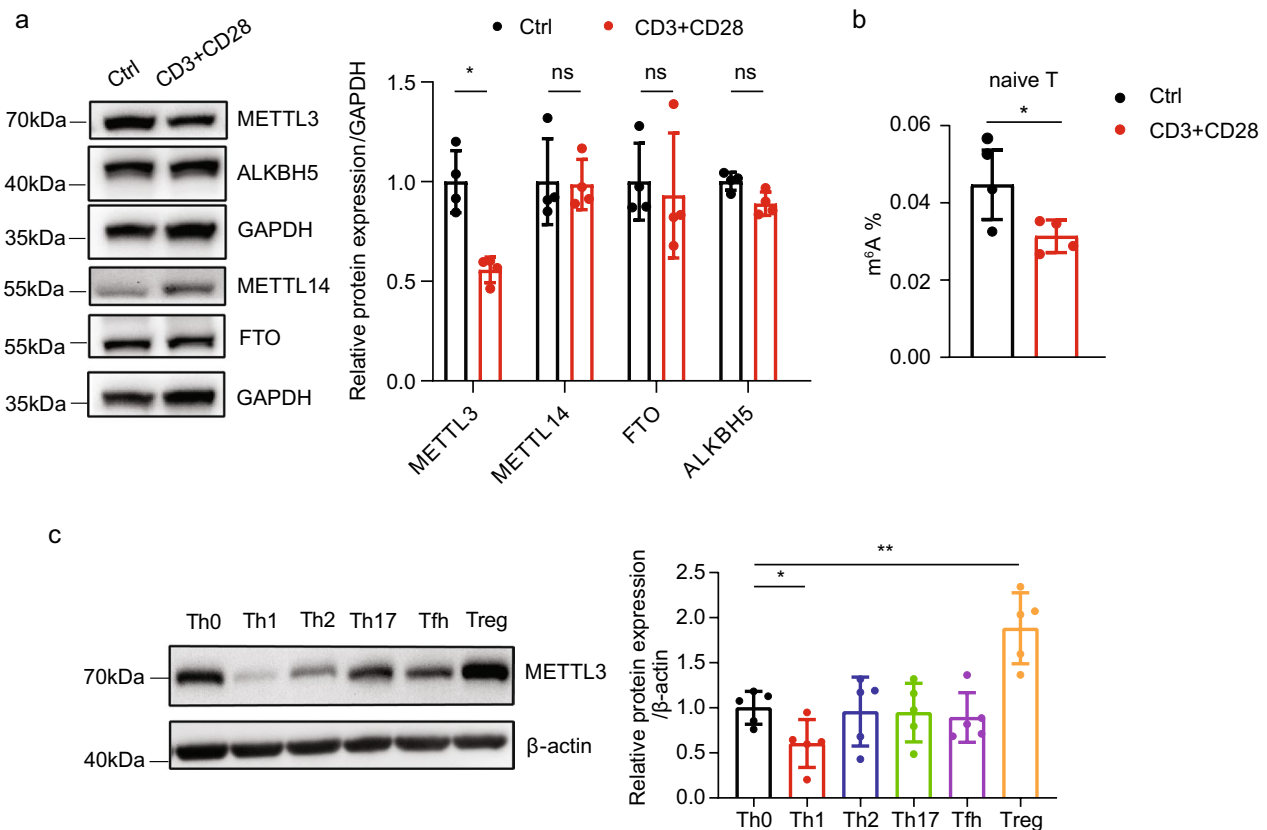 a
Ctrl CD3+CD28
70kDa METTL3
ALKBH5
40kDa
35kDa GAPDH
55kDa METTL14
55kDa FTO
35kDa GAPDH
Ctrl CD3+CD28
Relative protein expression/GAPDH
* ns ns ns
1.5
1.0
0.5
0.0
METTL3 METTL14 FTO ALKBH5
b
naive T
*
Ctrl
CD3+CD28
m⁶A %
0.06
0.04
0.02
0.00
c
Th0 Th1 Th2 Th17 Tfh Treg
70kDa METTL3
40kDa β-actin
Relative protein expression
/β-actin
**
*
2.5
2.0
1.5
1.0
0.5
0.0
Th0 Th1 Th2 Th17 Tfh Treg